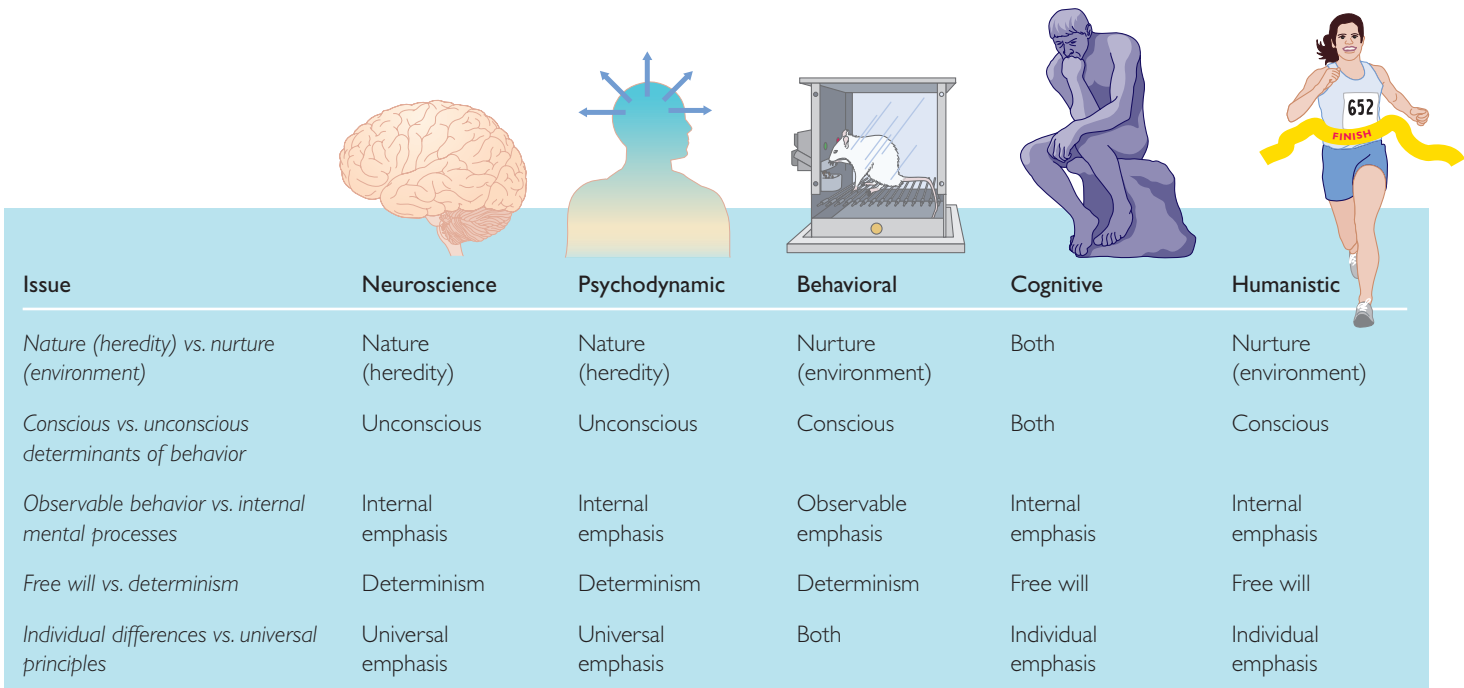 652
FINISH
Issue Neuroscience Psychodynamic Behavioral Cognitive Humanistic
Nature (heredity) vs. nurture Nature Nature Nurture Both Nurture
(environment) (heredity) (heredity) (environment) (environment)
Conscious vs. unconscious Unconscious Unconscious Conscious Both Conscious
determinants of behavior
Observable behavior vs. internal Internal Internal Observable Internal Internal
mental processes emphasis emphasis emphasis emphasis emphasis
Free will vs. determinism Determinism Determinism Determinism Free will Free will
Individual differences vs. universal Universal Universal Both Individual Individual
principles emphasis emphasis emphasis emphasis